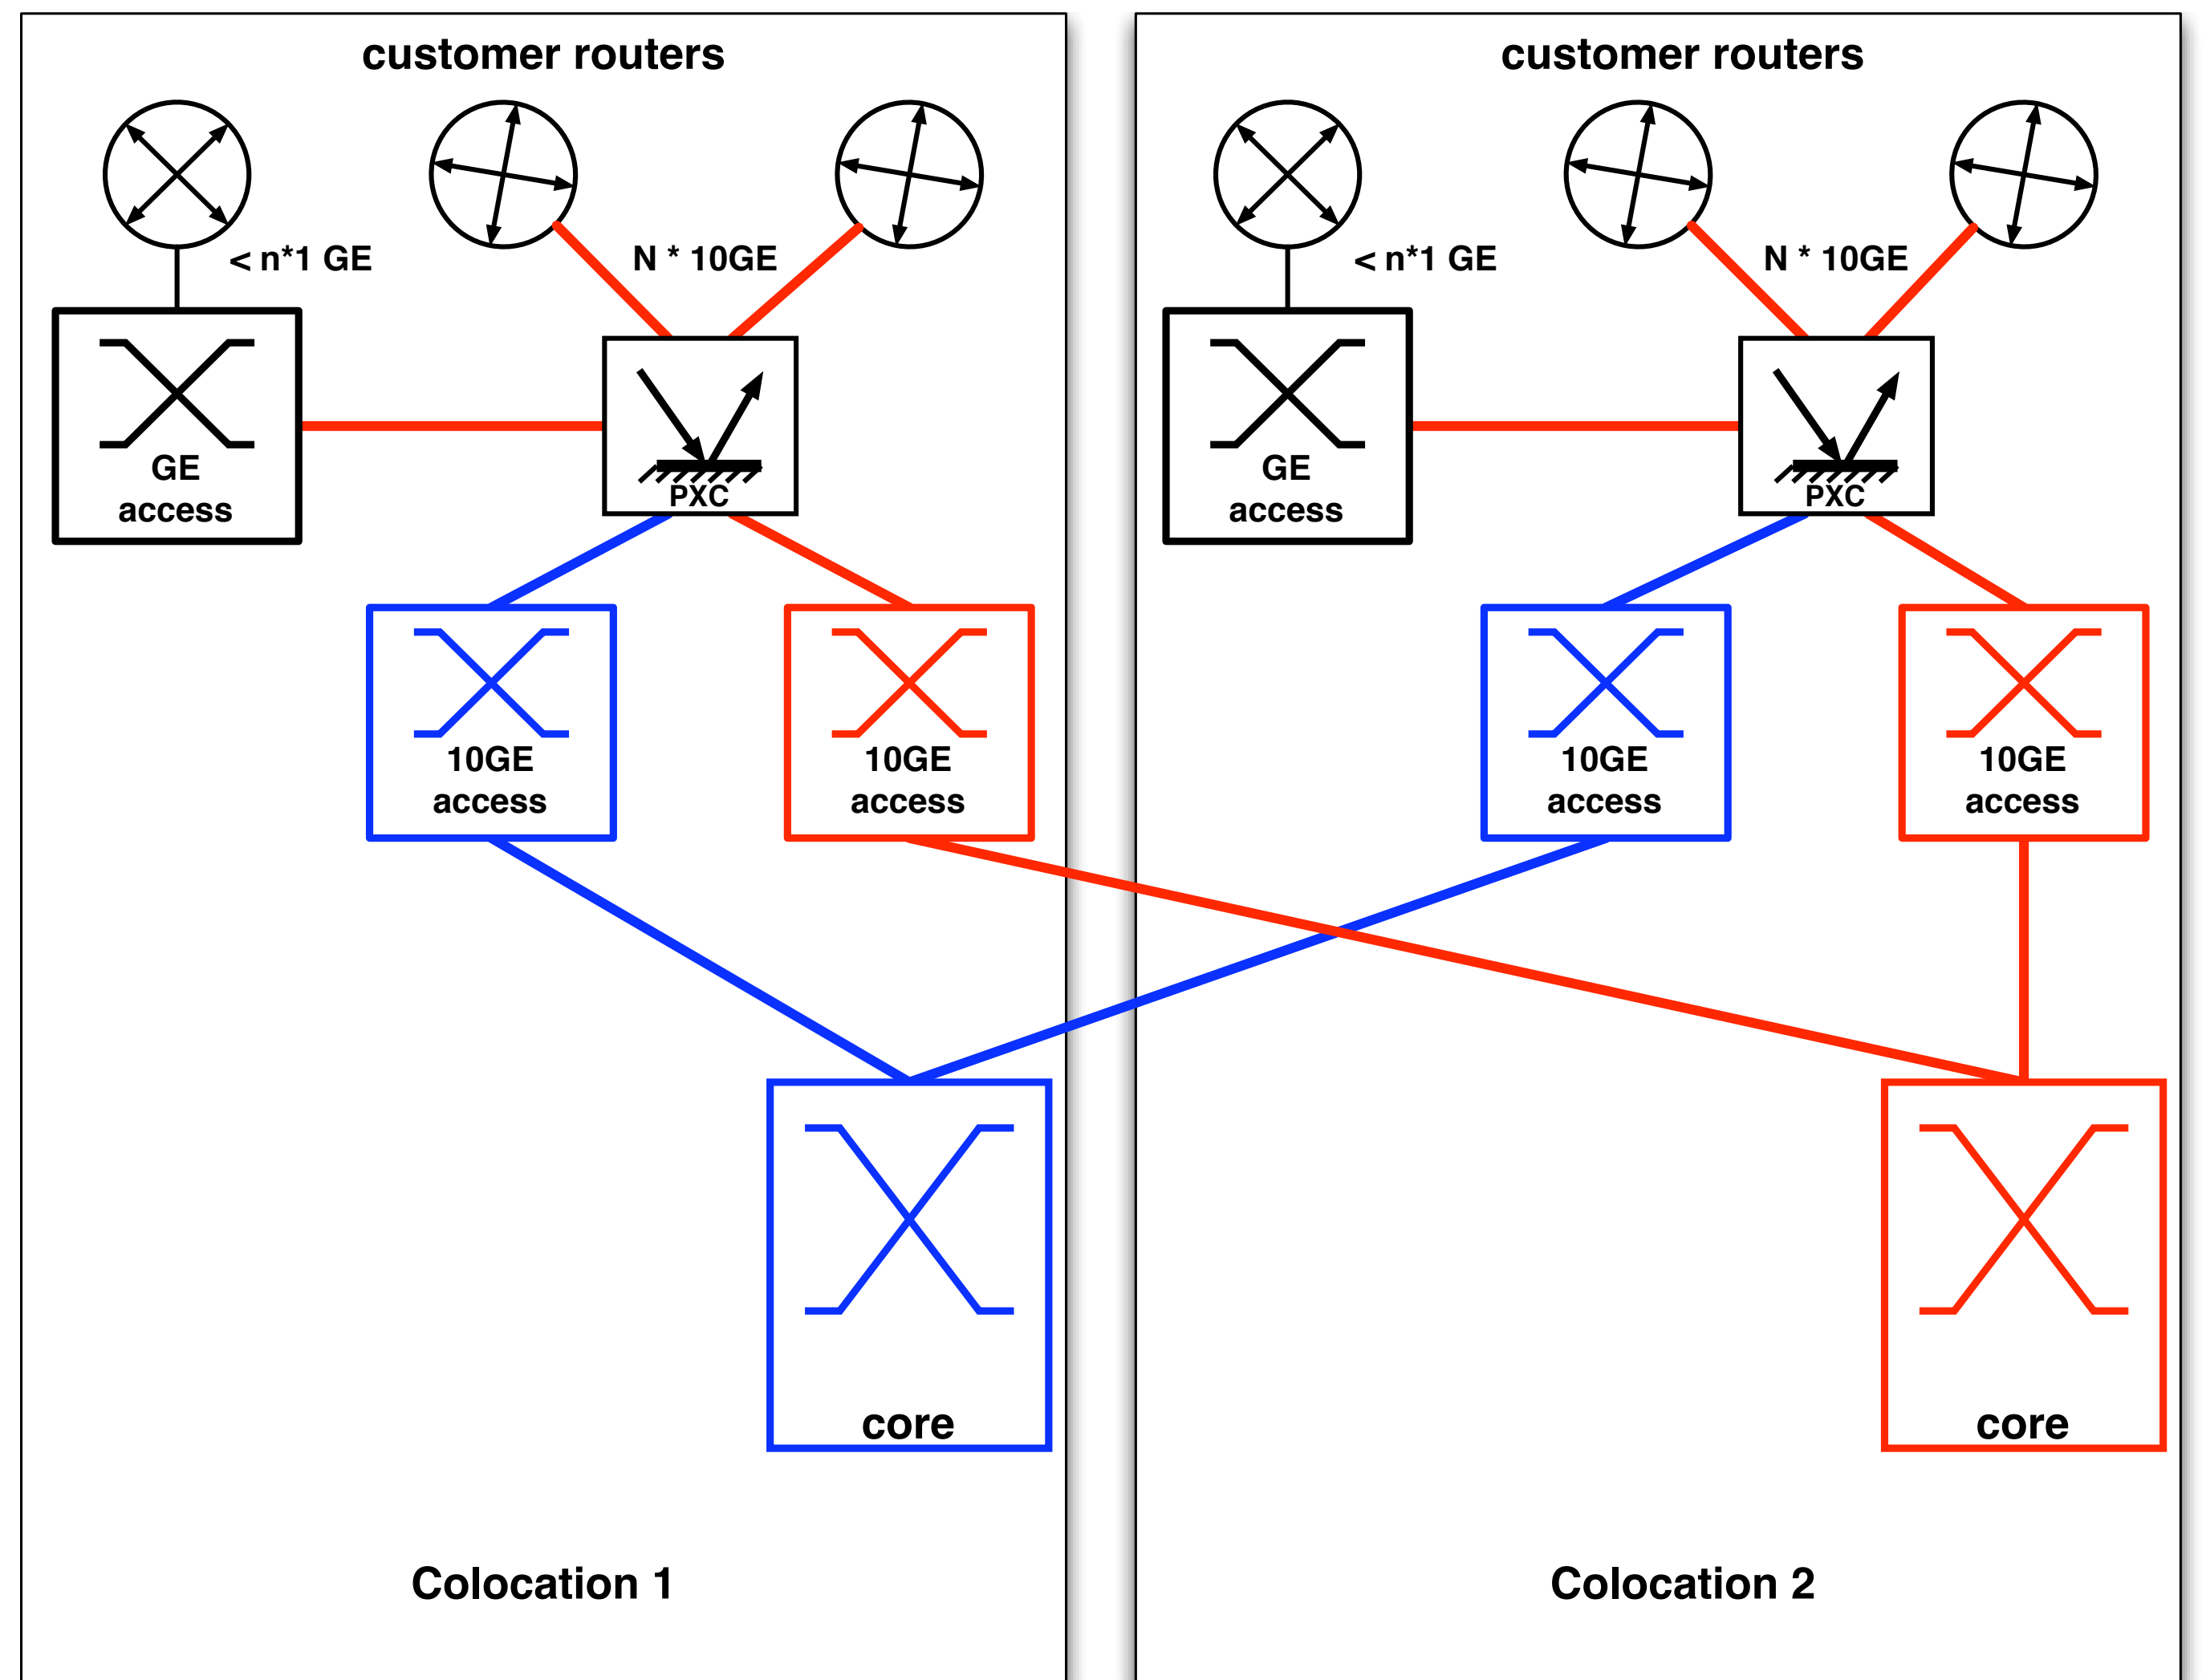 customer routers
< n*1 GE
N * 10GE
GE
access
PXC
10GE
access
10GE
access
core
Colocation 1
customer routers
< n*1 GE
N * 10GE
GE
access
PXC
10GE
access
10GE
access
core
Colocation 2